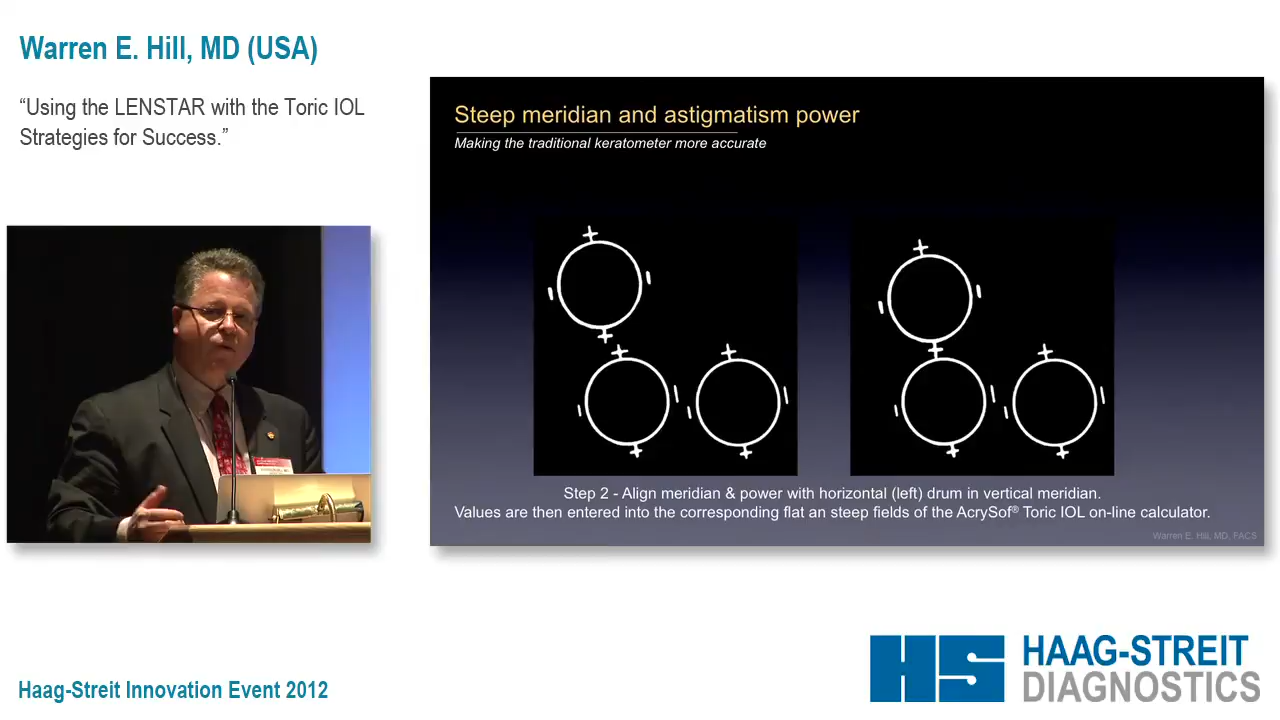 Warren E. Hill, MD (USA)
“Using the LENSTAR with the Toric IOL
Strategies for Success.”
Steep meridian and astigmatism power
Making the traditional keratometer more accurate
Step 2 - Align meridian & power with horizontal (left) drum in vertical meridian.
Values are then entered into the corresponding flat an steep fields of the AcrySof® Toric IOL on-line calculator.
Warren E. Hill, MD, FACS
HS HAAG-STREIT
DIAGNOSTICS
Haag-Streit Innovation Event 2012